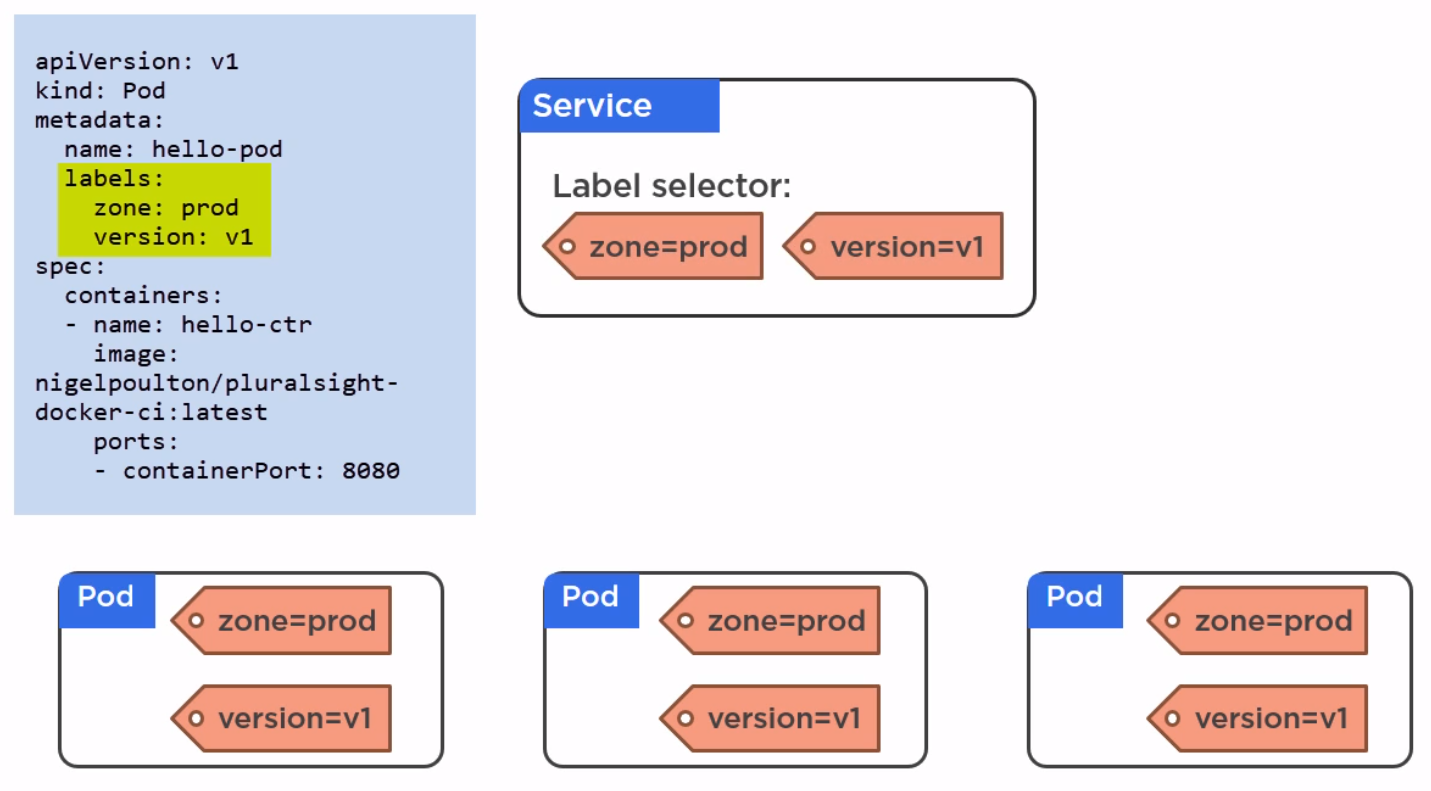 apiVersion: v1
kind: Pod
metadata:
  name: hello-pod
  labels:
    zone: prod
    version: v1
spec:
  containers:
  - name: hello-ctr
    image:
nigelpoulton/pluralsight-
docker-ci:latest
    ports:
    - containerPort: 8080
Service
Label selector:
zone=prod version=v1
Pod
zone=prod
version=v1
Pod
zone=prod
version=v1
Pod
zone=prod
version=v1